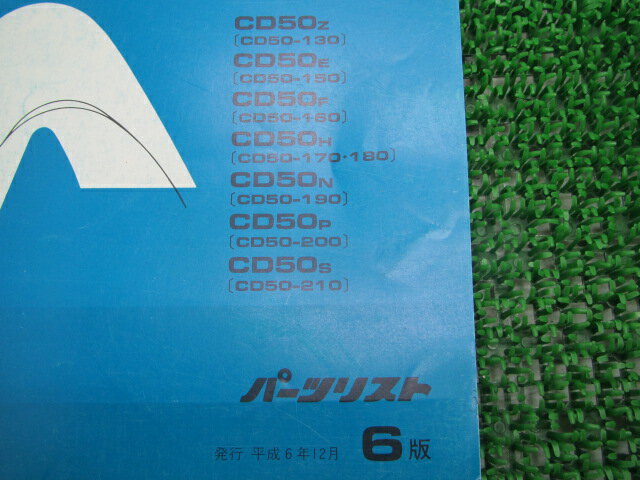 CD50Z
〔CD50-130〕
CD50E
〔CD50-150〕
CD50F
〔CD50-160〕
CD50H
〔CD50-170・180〕
CD50N
〔CD50-190〕
CD50P
〔CD50-200〕
CD50S
〔CD50-210〕
パーツリスト
発行 平成6年12月 6版